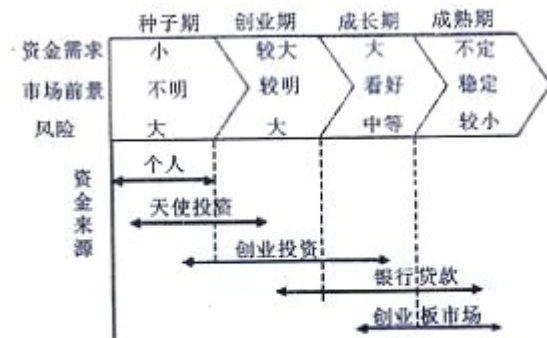 种子期 创业期 成长期 成熟期
资金需求 小 较大 大 不定
市场前景 不明 较明 看好 稳定
风险 大 大 中等 较小
资金来源
个人
天使投资
创业投资
银行贷款
创业板市场